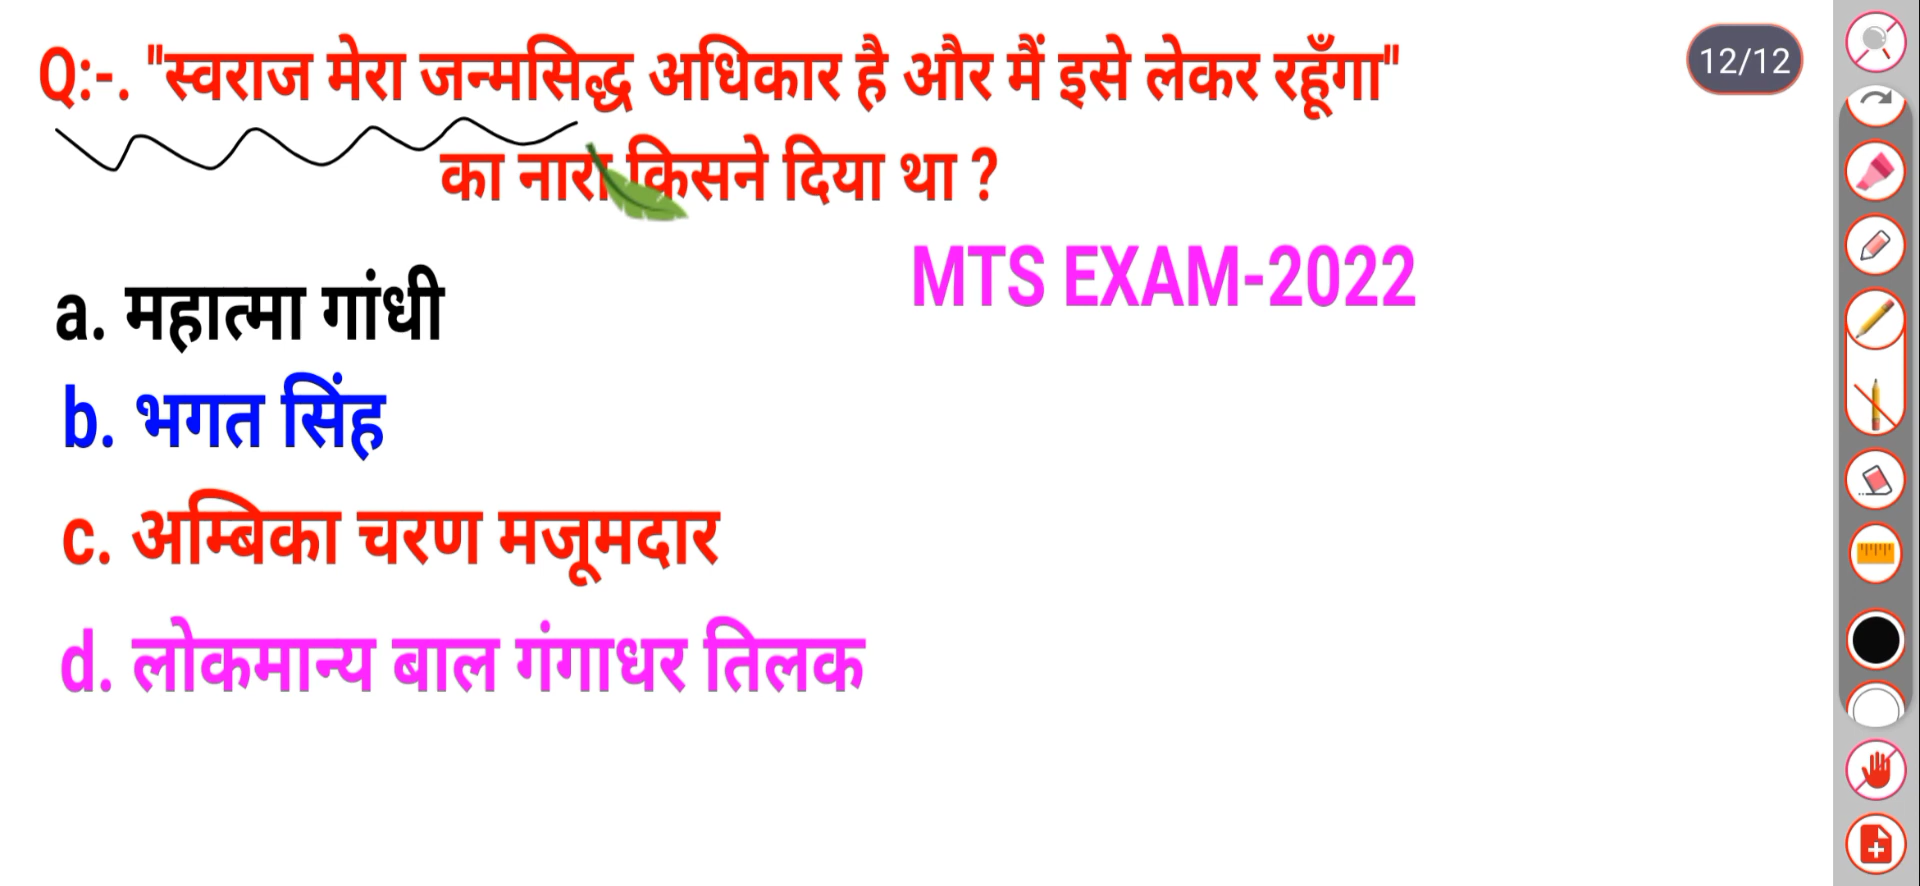 Q:-. "स्वराज मेरा जन्मसिद्ध अधिकार है और मैं इसे लेकर रहूँगा"
का नारा किसने दिया था ?
12/12
MTS EXAM-2022
a. महात्मा गांधी
b. भगत सिंह
c. अम्बिका चरण मजूमदार
d. लोकमान्य बाल गंगाधर तिलक